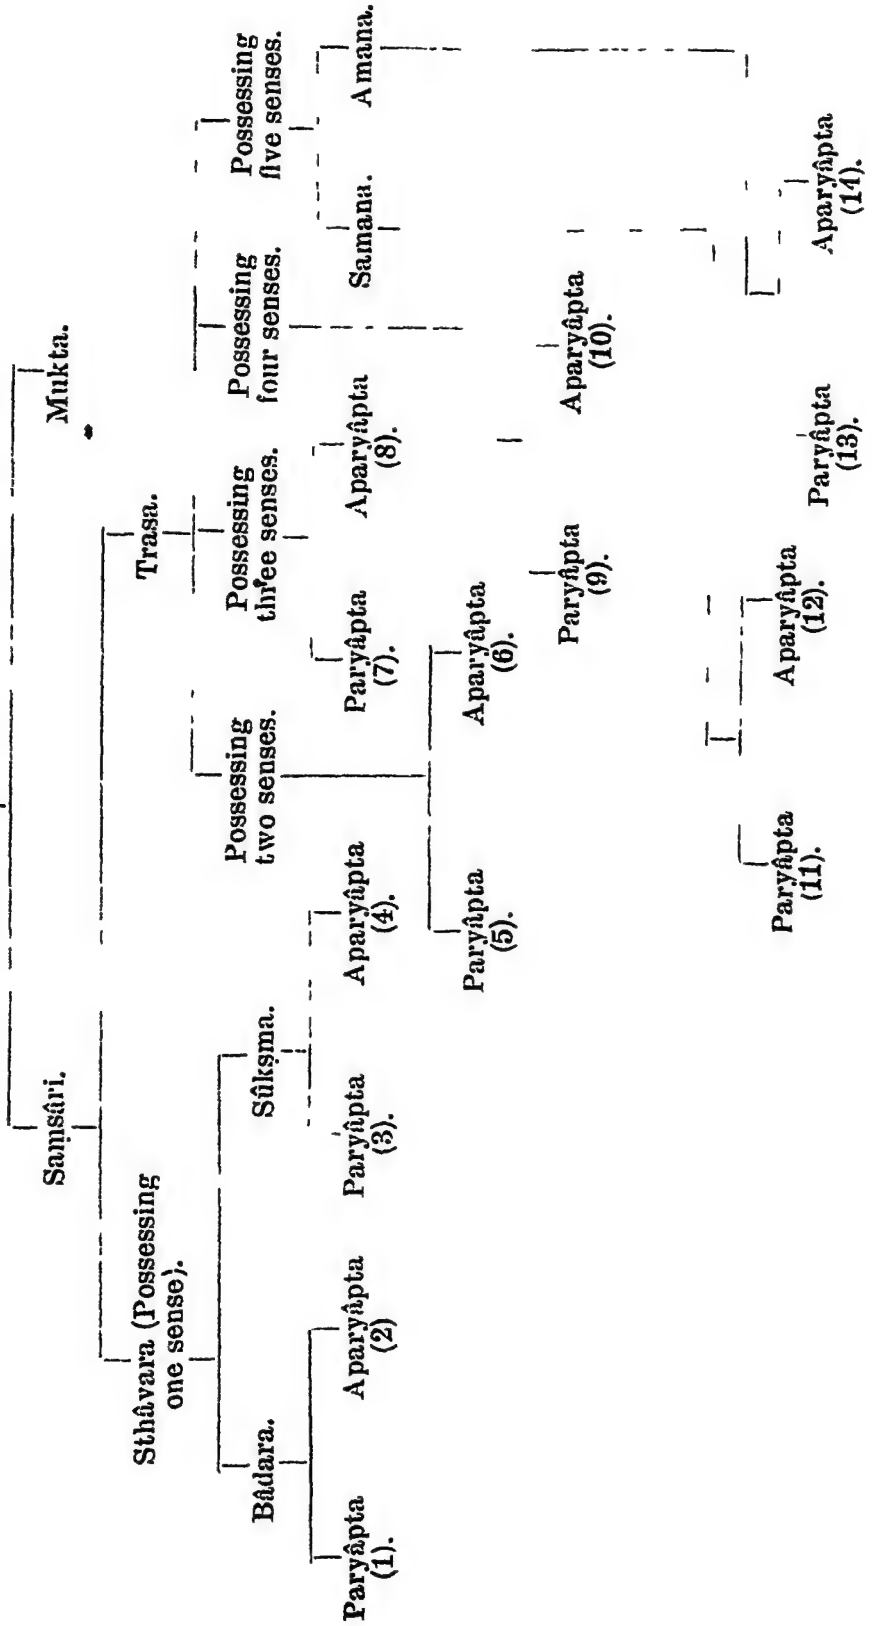 Mukta.
Saṃsâri.
Trasa.
Sthâvara (Possessing
one sense).
Possessing
five senses.
Possessing
four senses.
Possessing
three senses.
Possessing
two senses.
Sûkṣma.
Bâdara.
Amana.
Samana.
Aparyâpta
(8).
Paryâpta
(7).
Aparyâpta
(4).
Paryâpta
(3).
Aparyâpta
(2)
Paryâpta
(1).
Aparyâpta
(6).
Paryâpta
(5).
Aparyâpta
(10).
Paryâpta
(9).
Aparyâpta
(14).
Paryâpta
(13).
Aparyâpta
(12).
Paryâpta
(11).